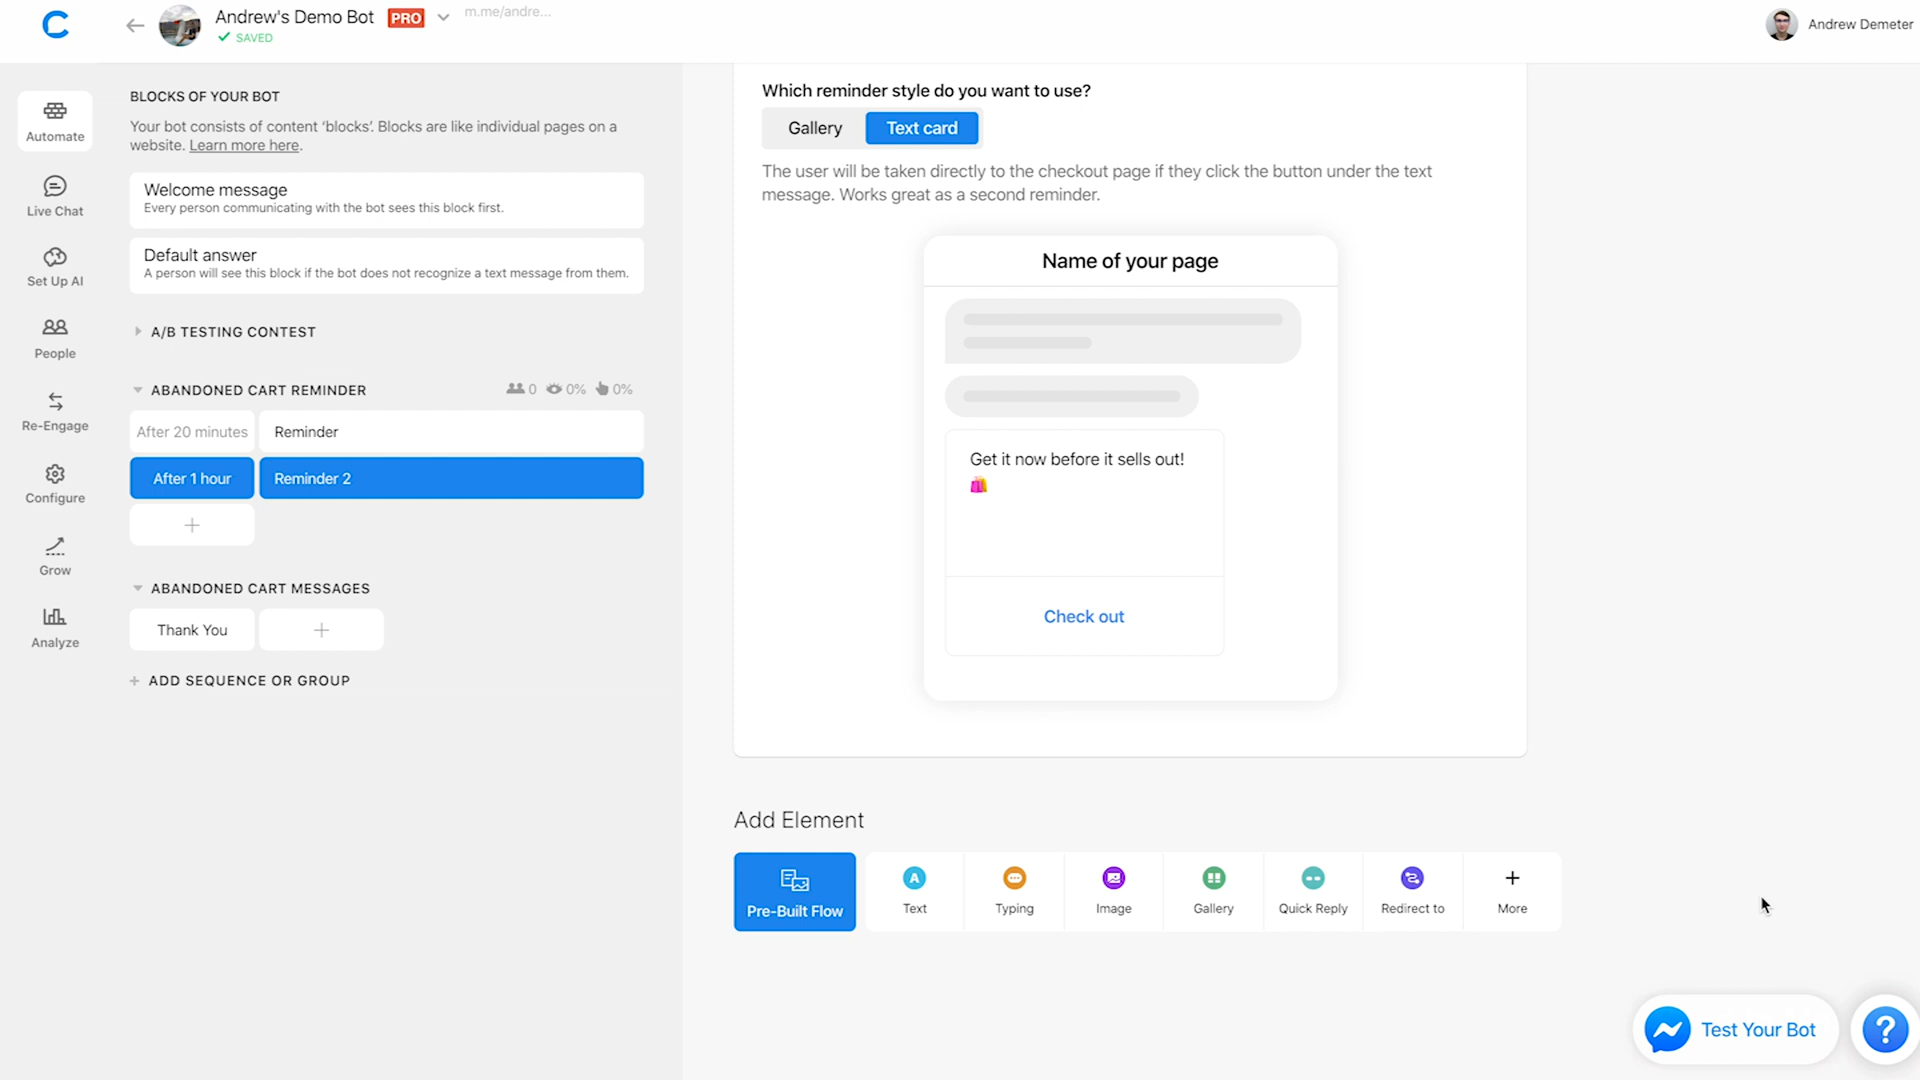 Andrew's Demo Bot PRO m.me/andre...
SAVED
Andrew Demeter
Automate
Live Chat
Set Up AI
People
Re-Engage
Configure
Grow
Analyze
BLOCKS OF YOUR BOT
Your bot consists of content ‘blocks’. Blocks are like individual pages on a
website. Learn more here.
Welcome message
Every person communicating with the bot sees this block first.
Default answer
A person will see this block if the bot does not recognize a text message from them.
A/B TESTING CONTEST
ABANDONED CART REMINDER 0 0% 0%
After 20 minutes Reminder
After 1 hour Reminder 2
+
ABANDONED CART MESSAGES
Thank You +
+ ADD SEQUENCE OR GROUP
Which reminder style do you want to use?
Gallery Text card
The user will be taken directly to the checkout page if they click the button under the text
message. Works great as a second reminder.
Name of your page
Get it now before it sells out!
🛍️
Check out
Add Element
Pre-Built Flow
A
Text
Typing
Image
Gallery
Quick Reply
Redirect to
+
More
Test Your Bot
?